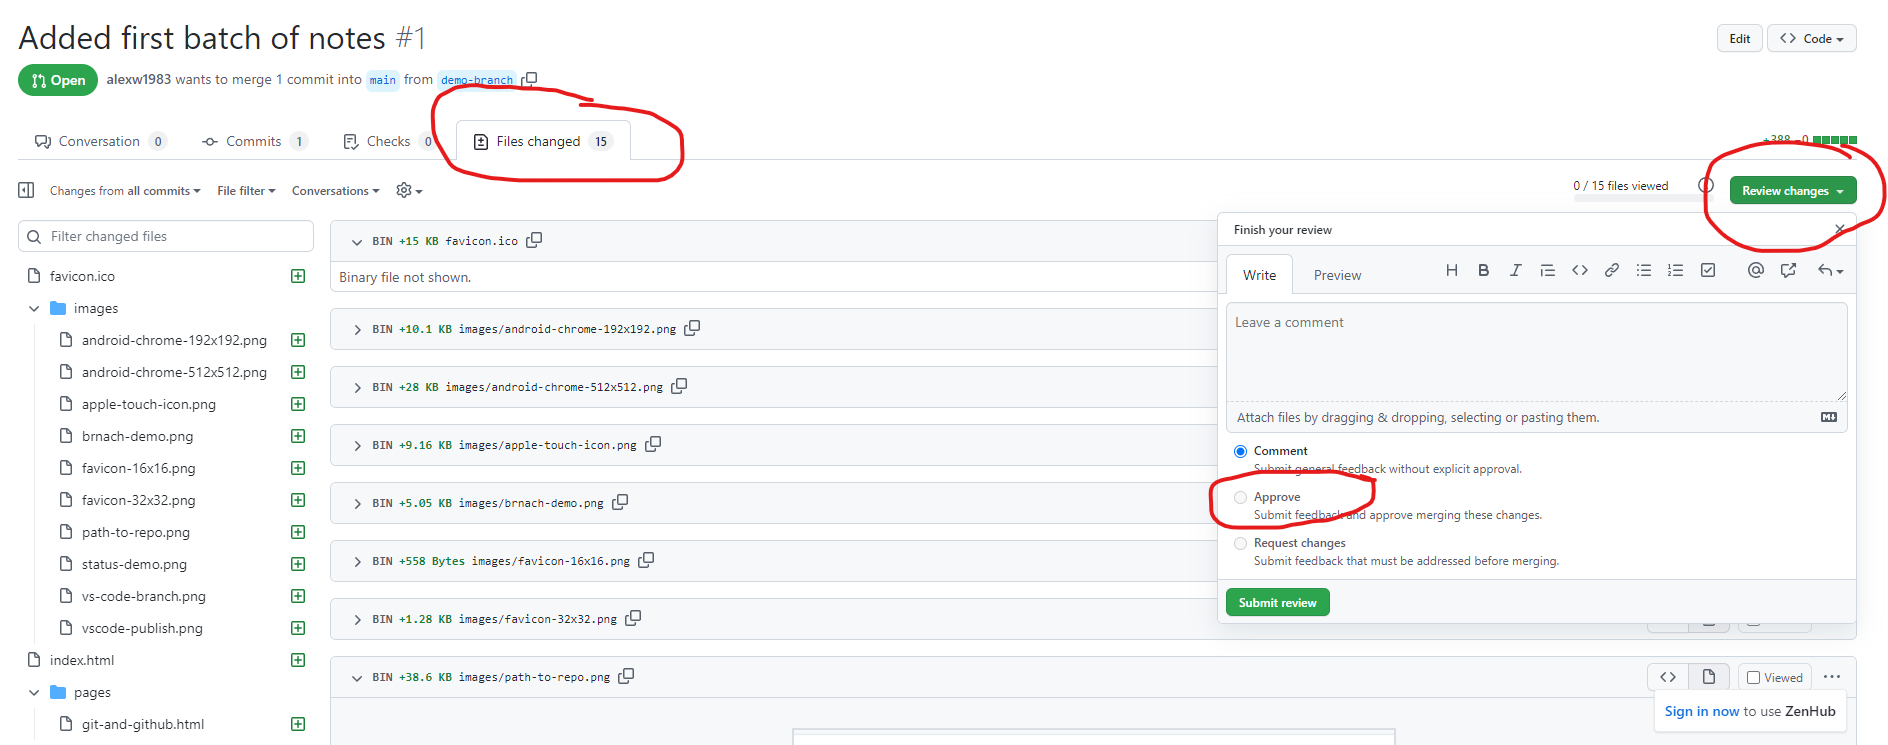 Added first batch of notes #1
Edit
Code
Open
alexw1983 wants to merge 1 commit into main from demo-branch
Conversation 0
Commits 1
Checks 0
Files changed 15
+388 −0
Changes from all commits
File filter
Conversations
0 / 15 files viewed
Review changes
Filter changed files
favicon.ico
images
android-chrome-192x192.png
android-chrome-512x512.png
apple-touch-icon.png
brnach-demo.png
favicon-16x16.png
favicon-32x32.png
path-to-repo.png
status-demo.png
vs-code-branch.png
vscode-publish.png
index.html
pages
git-and-github.html
BIN +15 KB favicon.ico
Binary file not shown.
BIN +10.1 KB images/android-chrome-192x192.png
BIN +28 KB images/android-chrome-512x512.png
BIN +9.16 KB images/apple-touch-icon.png
BIN +5.05 KB images/brnach-demo.png
BIN +558 Bytes images/favicon-16x16.png
BIN +1.28 KB images/favicon-32x32.png
BIN +38.6 KB images/path-to-repo.png
Viewed
Finish your review
Write
Preview
Leave a comment
Attach files by dragging & dropping, selecting or pasting them.
Comment
Submit general feedback without explicit approval.
Approve
Submit feedback and approve merging these changes.
Request changes
Submit feedback that must be addressed before merging.
Submit review
Sign in now to use ZenHub